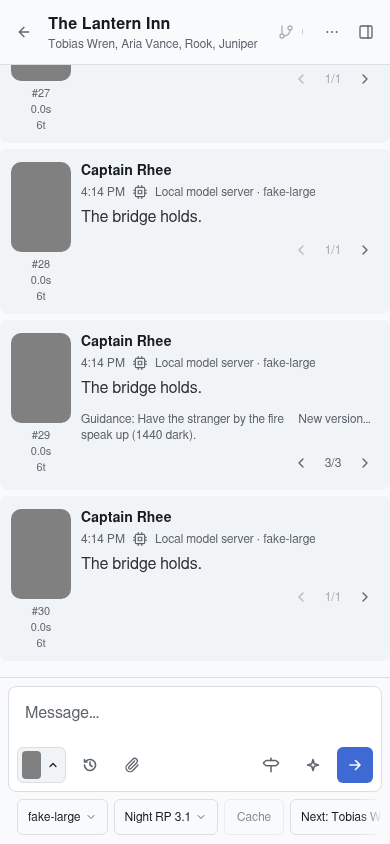 The Lantern Inn
Tobias Wren, Aria Vance, Rook, Juniper
1/1
#27
0.0s
6t
Captain Rhee
4:14 PM Local model server · fake-large
The bridge holds.
1/1
#28
0.0s
6t
Captain Rhee
4:14 PM Local model server · fake-large
The bridge holds.
Guidance: Have the stranger by the fire New version...
speak up (1440 dark).
#29
0.0s
6t
3/3
Captain Rhee
4:14 PM Local model server · fake-large
The bridge holds.
1/1
#30
0.0s
6t
Message...
fake-large Night RP 3.1 Cache Next: Tobias W